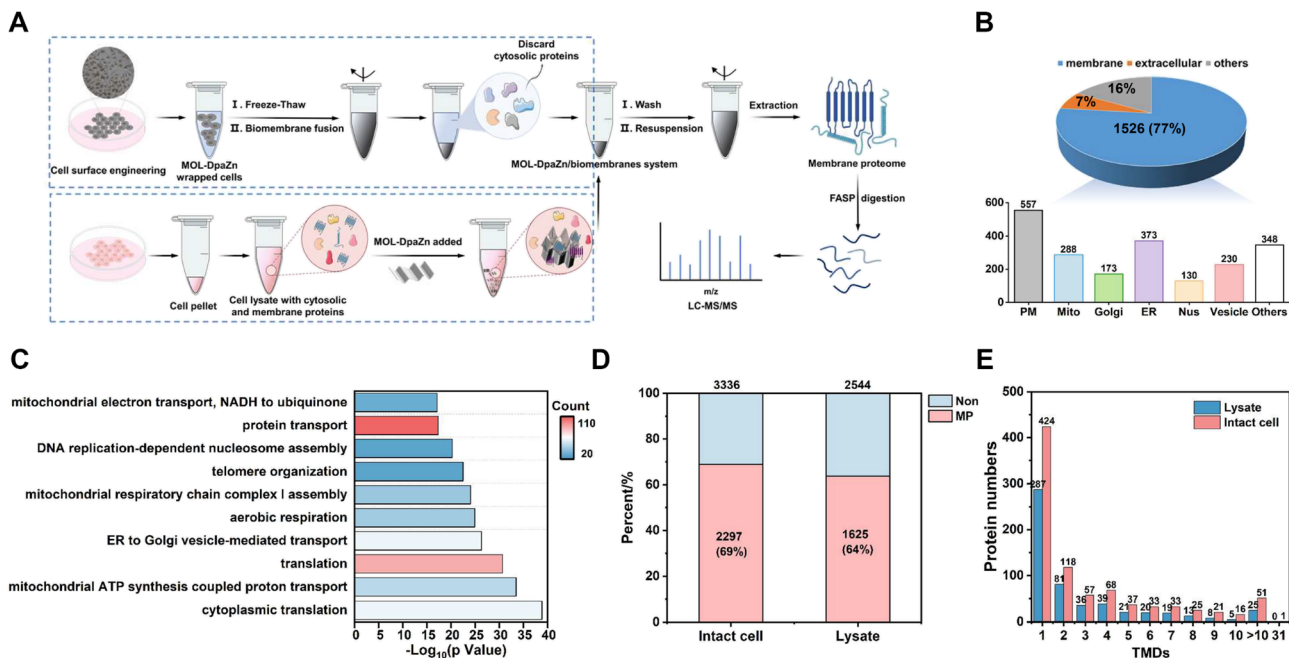 A
Discard
cytosolic proteins
I . Freeze-Thaw
II. Biomembrane fusion
I . Wash
II. Resuspension
Extraction
Cell surface engineering
MOL-DpaZn
wrapped cells
MOL-DpaZn/biomembranes system
Membrane proteome
FASP digestion
MOL-DpaZn added
Cell pellet
Cell lysate with cytosolic
and membrane proteins
m/z
LC-MS/MS
B
membrane extracellular others
16%
7%
1526 (77%)
600
400
200
0
557
288
173
373
130
230
348
PM Mito Golgi ER Nus Vesicle Others
C
mitochondrial electron transport, NADH to ubiquinone
protein transport
DNA replication-dependent nucleosome assembly
telomere organization
mitochondrial respiratory chain complex I assembly
aerobic respiration
ER to Golgi vesicle-mediated transport
translation
mitochondrial ATP synthesis coupled proton transport
cytoplasmic translation
0 5 10 15 20 25 30 35 40
-Log10(p Value)
Count
110
20
D
Percent/%
100
80
60
40
20
0
3336
2544
2297
(69%)
1625
(64%)
Intact cell Lysate
Non
MP
E
Protein numbers
500
400
300
200
100
0
Lysate
Intact cell
287 424
81 118
36 57
39 68
21 37
20 33
19 33
13 25
8 21
5 16
25 51
0 1
1 2 3 4 5 6 7 8 9 10 >10 31
TMDs